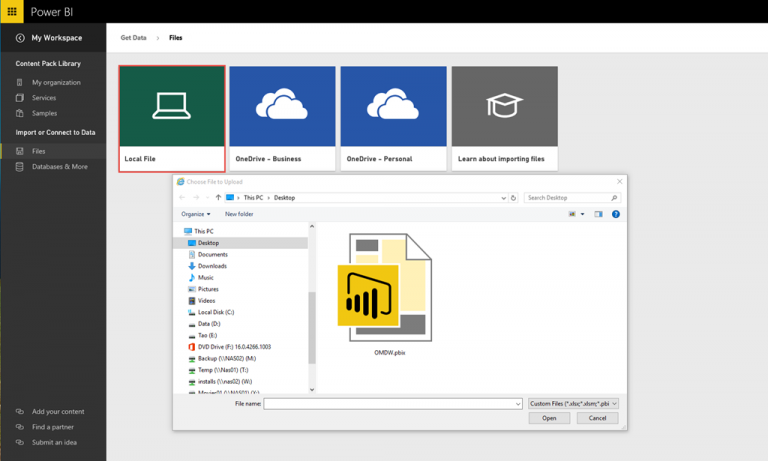 Power BI
My Workspace
Content Pack Library
My organization
Services
Samples
Import or Connect to Data
Files
Databases & More
Add your content
Find a partner
Submit an idea
Get Data > Files
Local File
OneDrive - Business
OneDrive - Personal
Learn about importing files
Choose File to Upload
This PC > Desktop
Search Desktop
Organize
New folder
This PC
Desktop
Documents
Downloads
Music
Pictures
Videos
Local Disk (C:)
Data (D:)
Tao (E:)
DVD Drive (F:) 16.0.4266.1003
Backup (\\NAS02) (M:)
Temp (\\Nas01) (T:)
installs (\\nas02) (W:)
Movies01 (\\NAS02)
OMDW.pbix
File name:
Custom Files (*.xlsx;*.xlsm;*.pbi
Open
Cancel